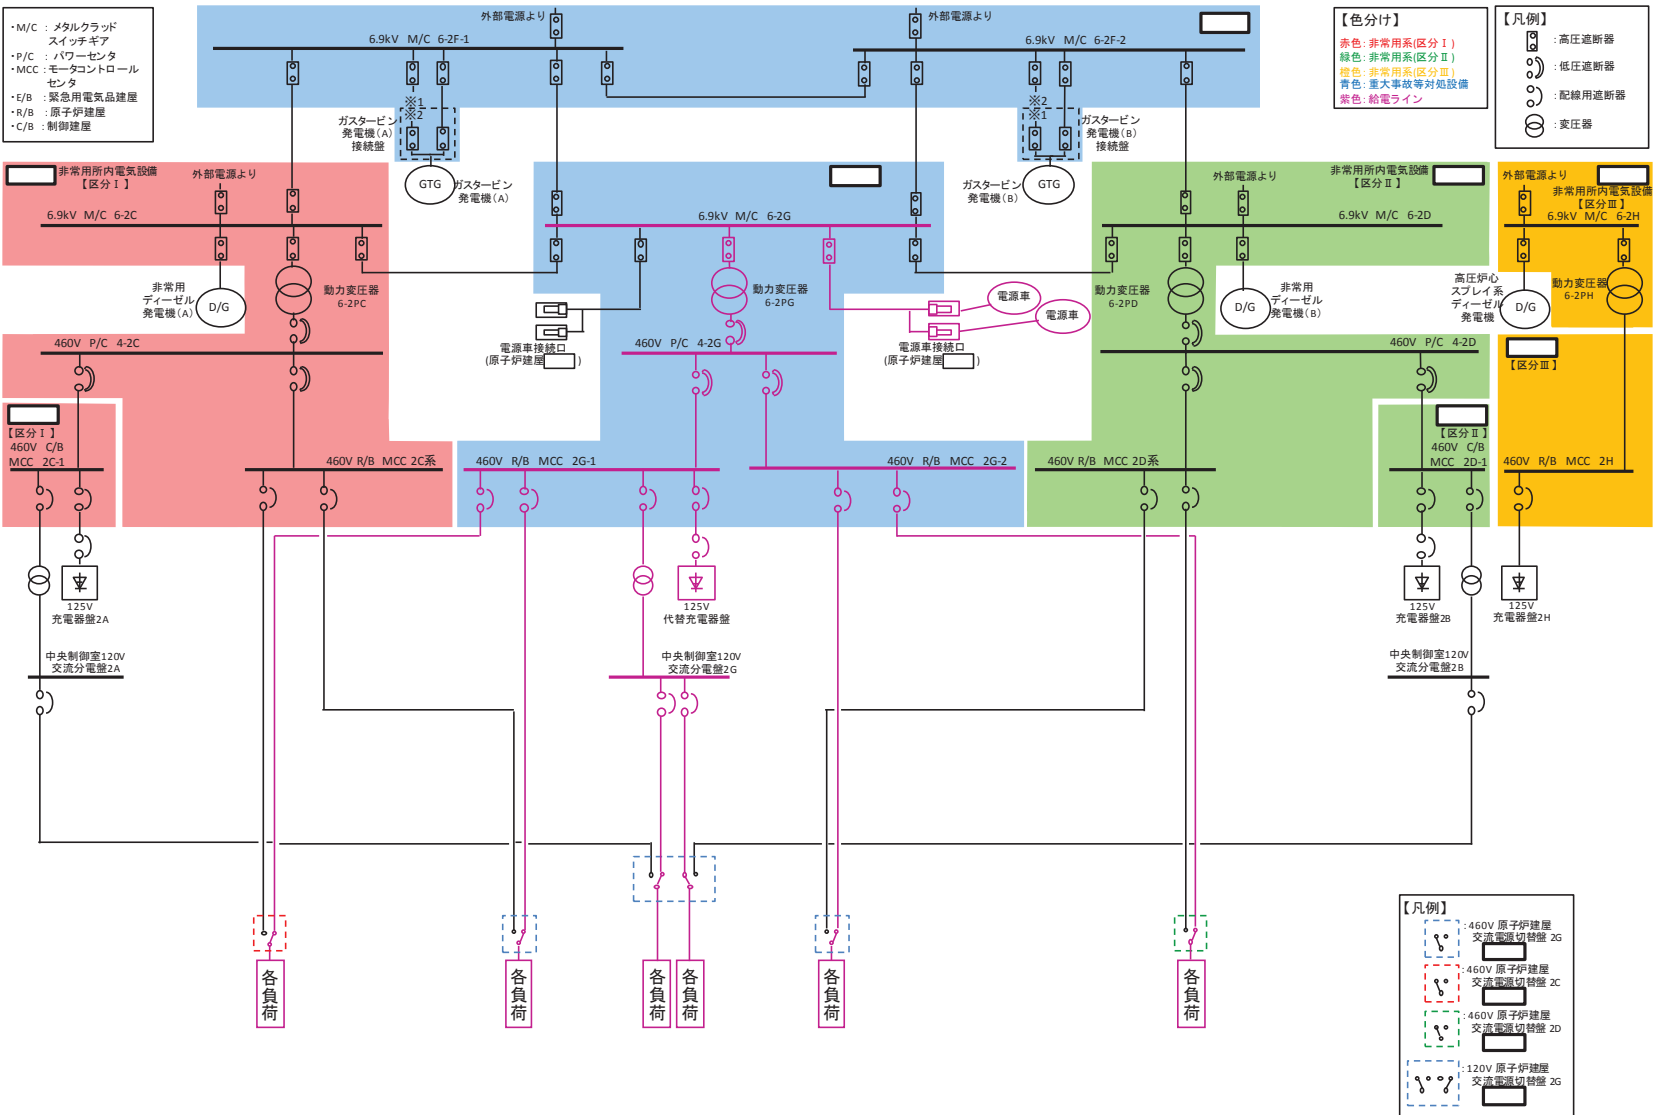 ・M/C : メタルクラッド
スイッチギア
・P/C : パワーセンタ
・MCC : モータコントロール
センタ
・E/B : 緊急用電気品建屋
・R/B : 原子炉建屋
・C/B : 制御建屋
外部電源より
外部電源より
6.9kV M/C 6-2F-1
6.9kV M/C 6-2F-2
※1
※2
ガスタービン
発電機(A)
接続盤
GTG
ガスタービン
発電機(A)
※2
※1
ガスタービン
発電機(B)
接続盤
ガスタービン
発電機(B)
GTG
【色分け】
赤色: 非常用系(区分Ⅰ)
緑色: 非常用系(区分Ⅱ)
橙色: 非常用系(区分Ⅲ)
青色: 重大事故等対処設備
紫色: 給電ライン
【凡例】
: 高圧遮断器
: 低圧遮断器
: 配線用遮断器
: 変圧器
非常用所内電気設備
【区分Ⅰ】
外部電源より
6.9kV M/C 6-2C
非常用
ディーゼル
発電機(A)
D/G
動力変圧器
6-2PC
460V P/C 4-2C
【区分Ⅰ】
460V C/B
MCC 2C-1
460V R/B MCC 2C系
6.9kV M/C 6-2G
動力変圧器
6-2PG
電源車接続口
(原子炉建屋 )
電源車
電源車
電源車接続口
(原子炉建屋 )
460V P/C 4-2G
460V R/B MCC 2G-1
460V R/B MCC 2G-2
外部電源より
非常用所内電気設備
【区分Ⅱ】
6.9kV M/C 6-2D
動力変圧器
6-2PD
D/G
非常用
ディーゼル
発電機(B)
460V P/C 4-2D
460V R/B MCC 2D系
【区分Ⅱ】
460V C/B
MCC 2D-1
外部電源より
非常用所内電気設備
【区分Ⅲ】
6.9kV M/C 6-2H
高圧炉心
スプレイ系
ディーゼル
発電機
D/G
動力変圧器
6-2PH
【区分Ⅲ】
460V R/B MCC 2H
125V
充電器盤2A
125V
代替充電器盤
125V
充電器盤2B
125V
充電器盤2H
中央制御室120V
交流分電盤2A
中央制御室120V
交流分電盤2G
中央制御室120V
交流分電盤2B
各負荷
各負荷
各負荷
各負荷
各負荷
各負荷
【凡例】
: 460V 原子炉建屋
交流電源切替盤 2G
: 460V 原子炉建屋
交流電源切替盤 2C
: 460V 原子炉建屋
交流電源切替盤 2D
: 120V 原子炉建屋
交流電源切替盤 2G